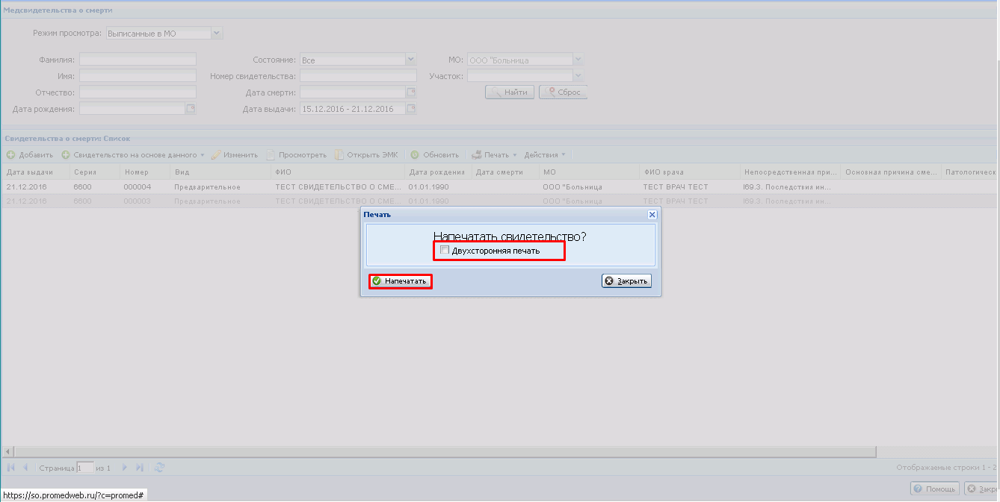 Медсвидетельства о смерти
Режим просмотра: Выписанные в МО
Фамилия: Состояние: Все МО: ООО "Больница
Имя: Номер свидетельства: Участок:
Отчество: Дата смерти: Найти Сброс
Дата рождения: Дата выдачи: 15.12.2016 - 21.12.2016
Свидетельства о смерти: Список
Добавить Свидетельство на основе данного Изменить Просмотреть Открыть ЭМК Обновить Печать Действия
Дата выдачи Серия Номер Вид ФИО Дата рождения Дата смерти МО ФИО врача Непосредственная при... Основная причина сме... Патологическ
21.12.2016 6600 000004 Предварительное ТЕСТ СВИДЕТЕЛЬСТВО О СМЕ... 01.01.1990 ООО "Больница ТЕСТ ВРАЧ ТЕСТ I69.3. Последствия ин...
21.12.2016 6600 000003 Предварительное ТЕСТ СВИДЕТЕЛЬСТВО О СМЕ... 01.01.1990 ООО "Больница ТЕСТ ВРАЧ ТЕСТ I69.3. Последствия ин...
Печать
Напечатать свидетельство?
Двухсторонняя печать
Напечатать Закрыть
Страница 1 из 1 Отображаемые строки 1 - 2
Помощь Закр
https://so.promedweb.ru/?c=promed#